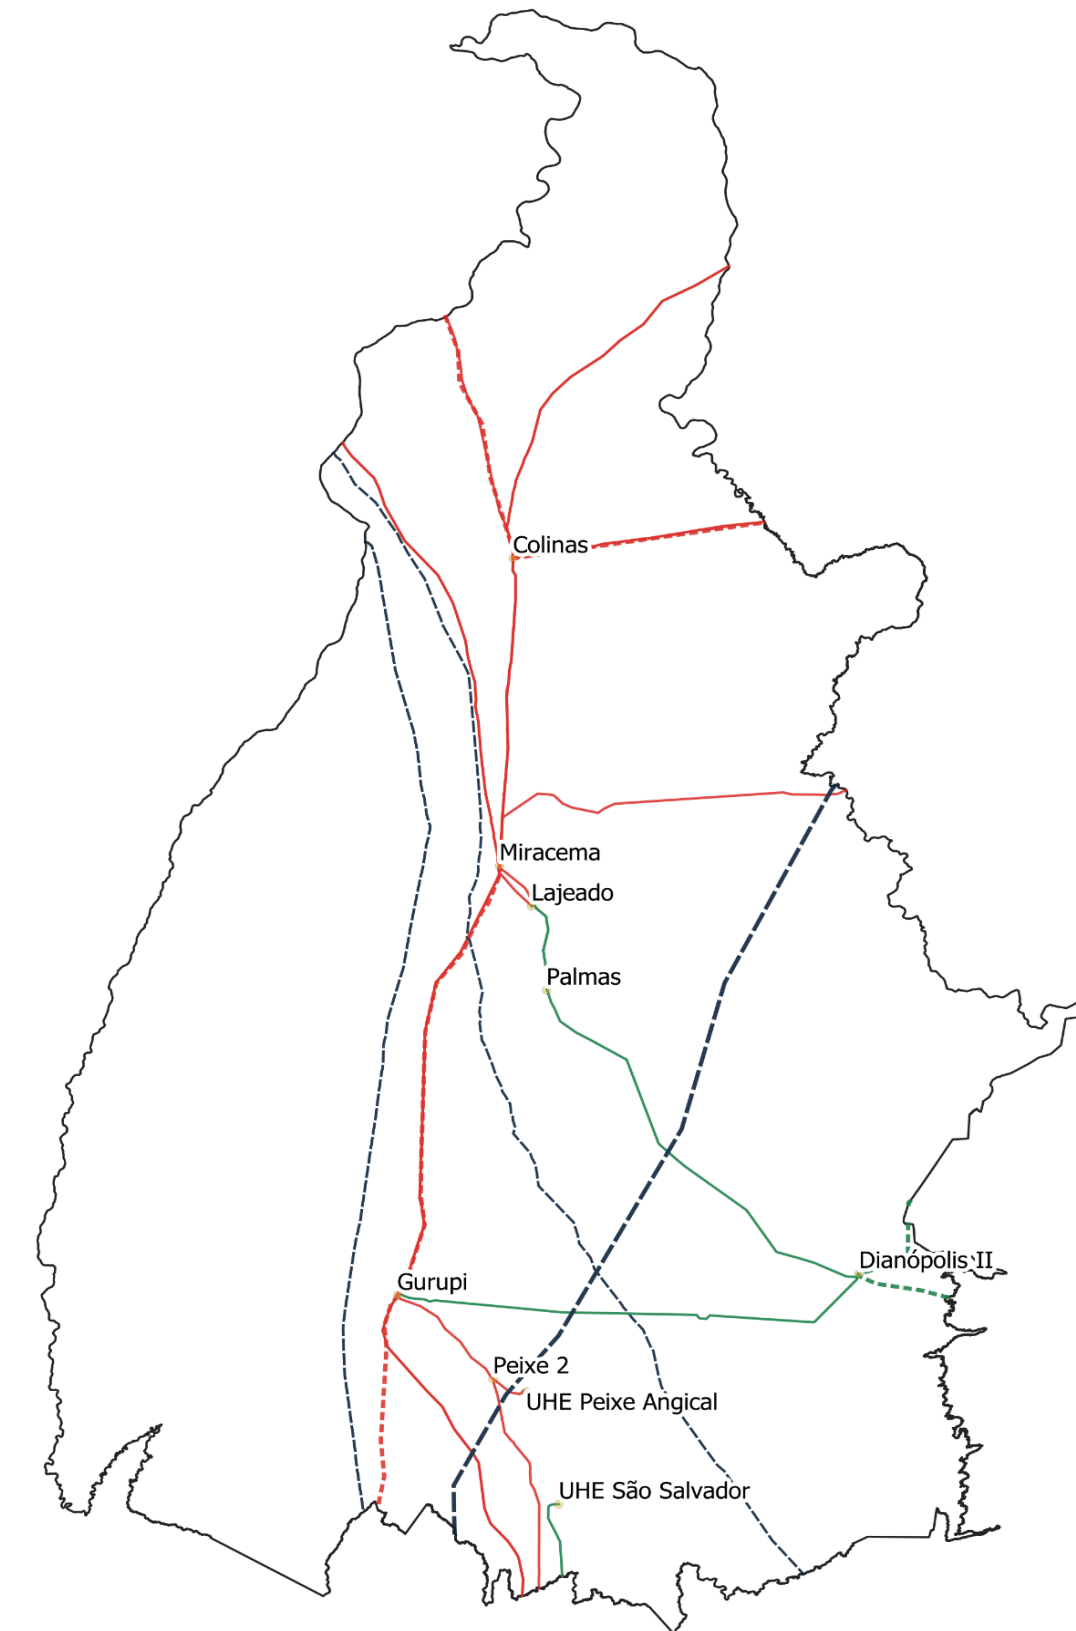 Colinas
Miracema
Lajeado
Palmas
Dianópolis II
Gurupi
Peixe 2
UHE Peixe Angical
UHE São Salvador